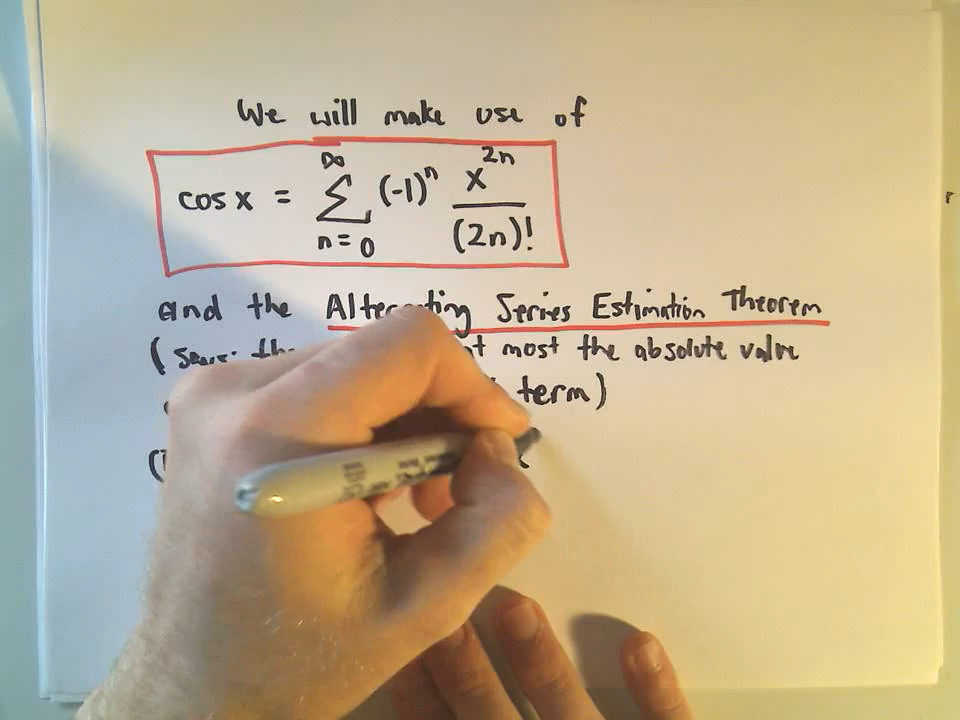 We will make use of
cos x = ∑_{n=0}^{∞} (-1)^n x^{2n} / (2n)!
and the Alternating Series Estimation Theorem
( most the absolute value
term)
(